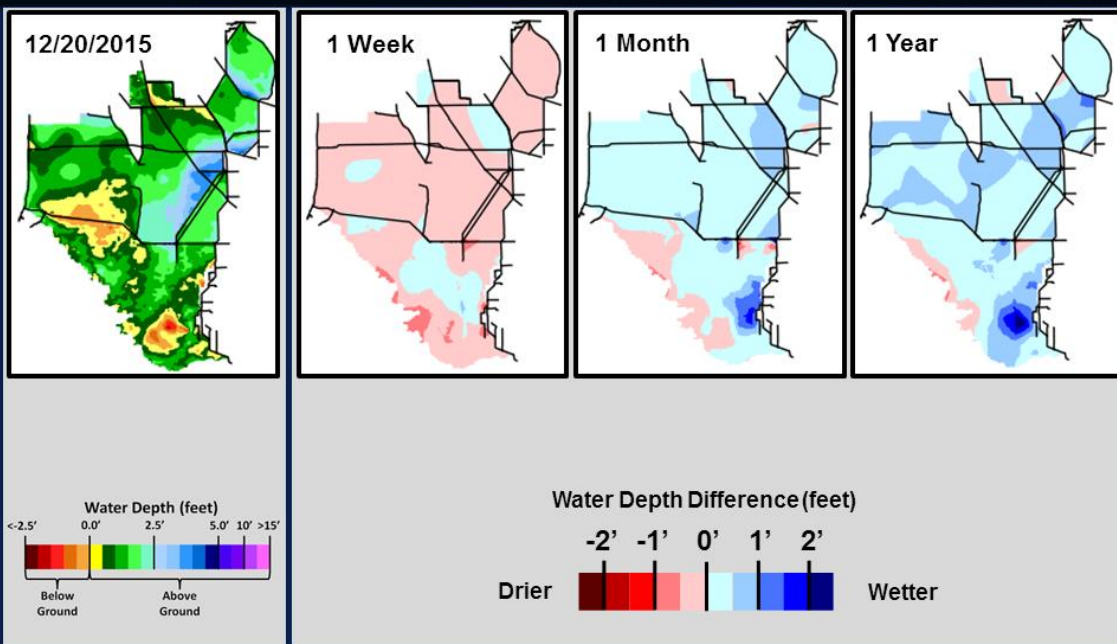 12/20/2015
1 Week
1 Month
1 Year
Water Depth (feet)
<-2.5' 0.0' 2.5' 5.0' 10' >15'
Below Ground
Above Ground
Water Depth Difference (feet)
-2' -1' 0' 1' 2'
Drier
Wetter